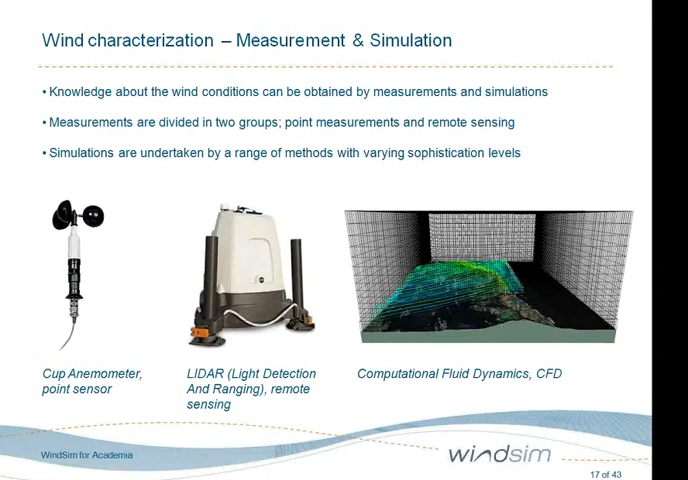 Wind characterization – Measurement & Simulation
• Knowledge about the wind conditions can be obtained by measurements and simulations
• Measurements are divided in two groups; point measurements and remote sensing
• Simulations are undertaken by a range of methods with varying sophistication levels
Cup Anemometer,
point sensor
LIDAR (Light Detection
And Ranging), remote
sensing
Computational Fluid Dynamics, CFD
WindSim for Academia
windsim
17 of 43